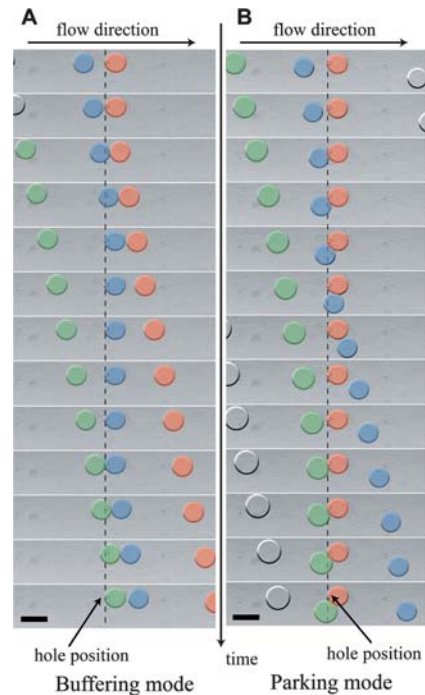 A
B
flow direction
flow direction
hole position
time
hole position
Buffering mode
Parking mode